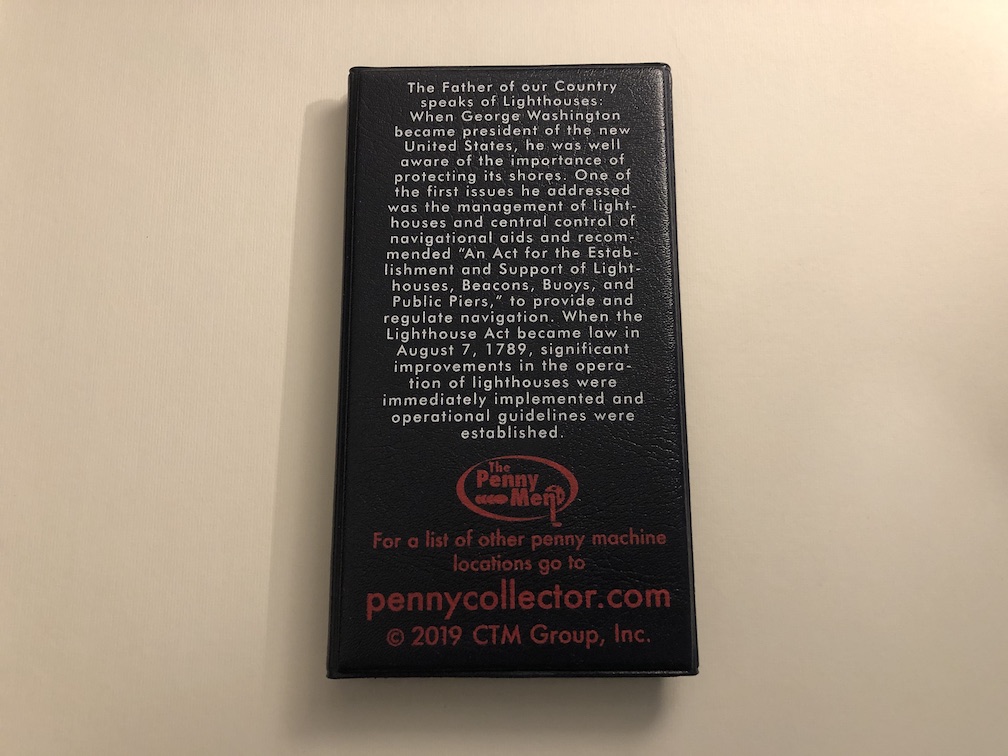 The Father of our Country
speaks of Lighthouses:
When George Washington
became president of the new
United States, he was well
aware of the importance of
protecting its shores. One of
the first issues he addressed
was the management of light-
houses and central control of
navigational aids and recom-
mended “An Act for the Estab-
lishment and Support of Light-
houses, Beacons, Buoys, and
Public Piers,” to provide and
regulate navigation. When the
Lighthouse Act became law in
August 7, 1789, significant
improvements in the opera-
tion of lighthouses were
immediately implemented and
operational guidelines were
established.
The
Penny
Men
For a list of other penny machine
locations go to
pennycollector.com
© 2019 CTM Group, Inc.